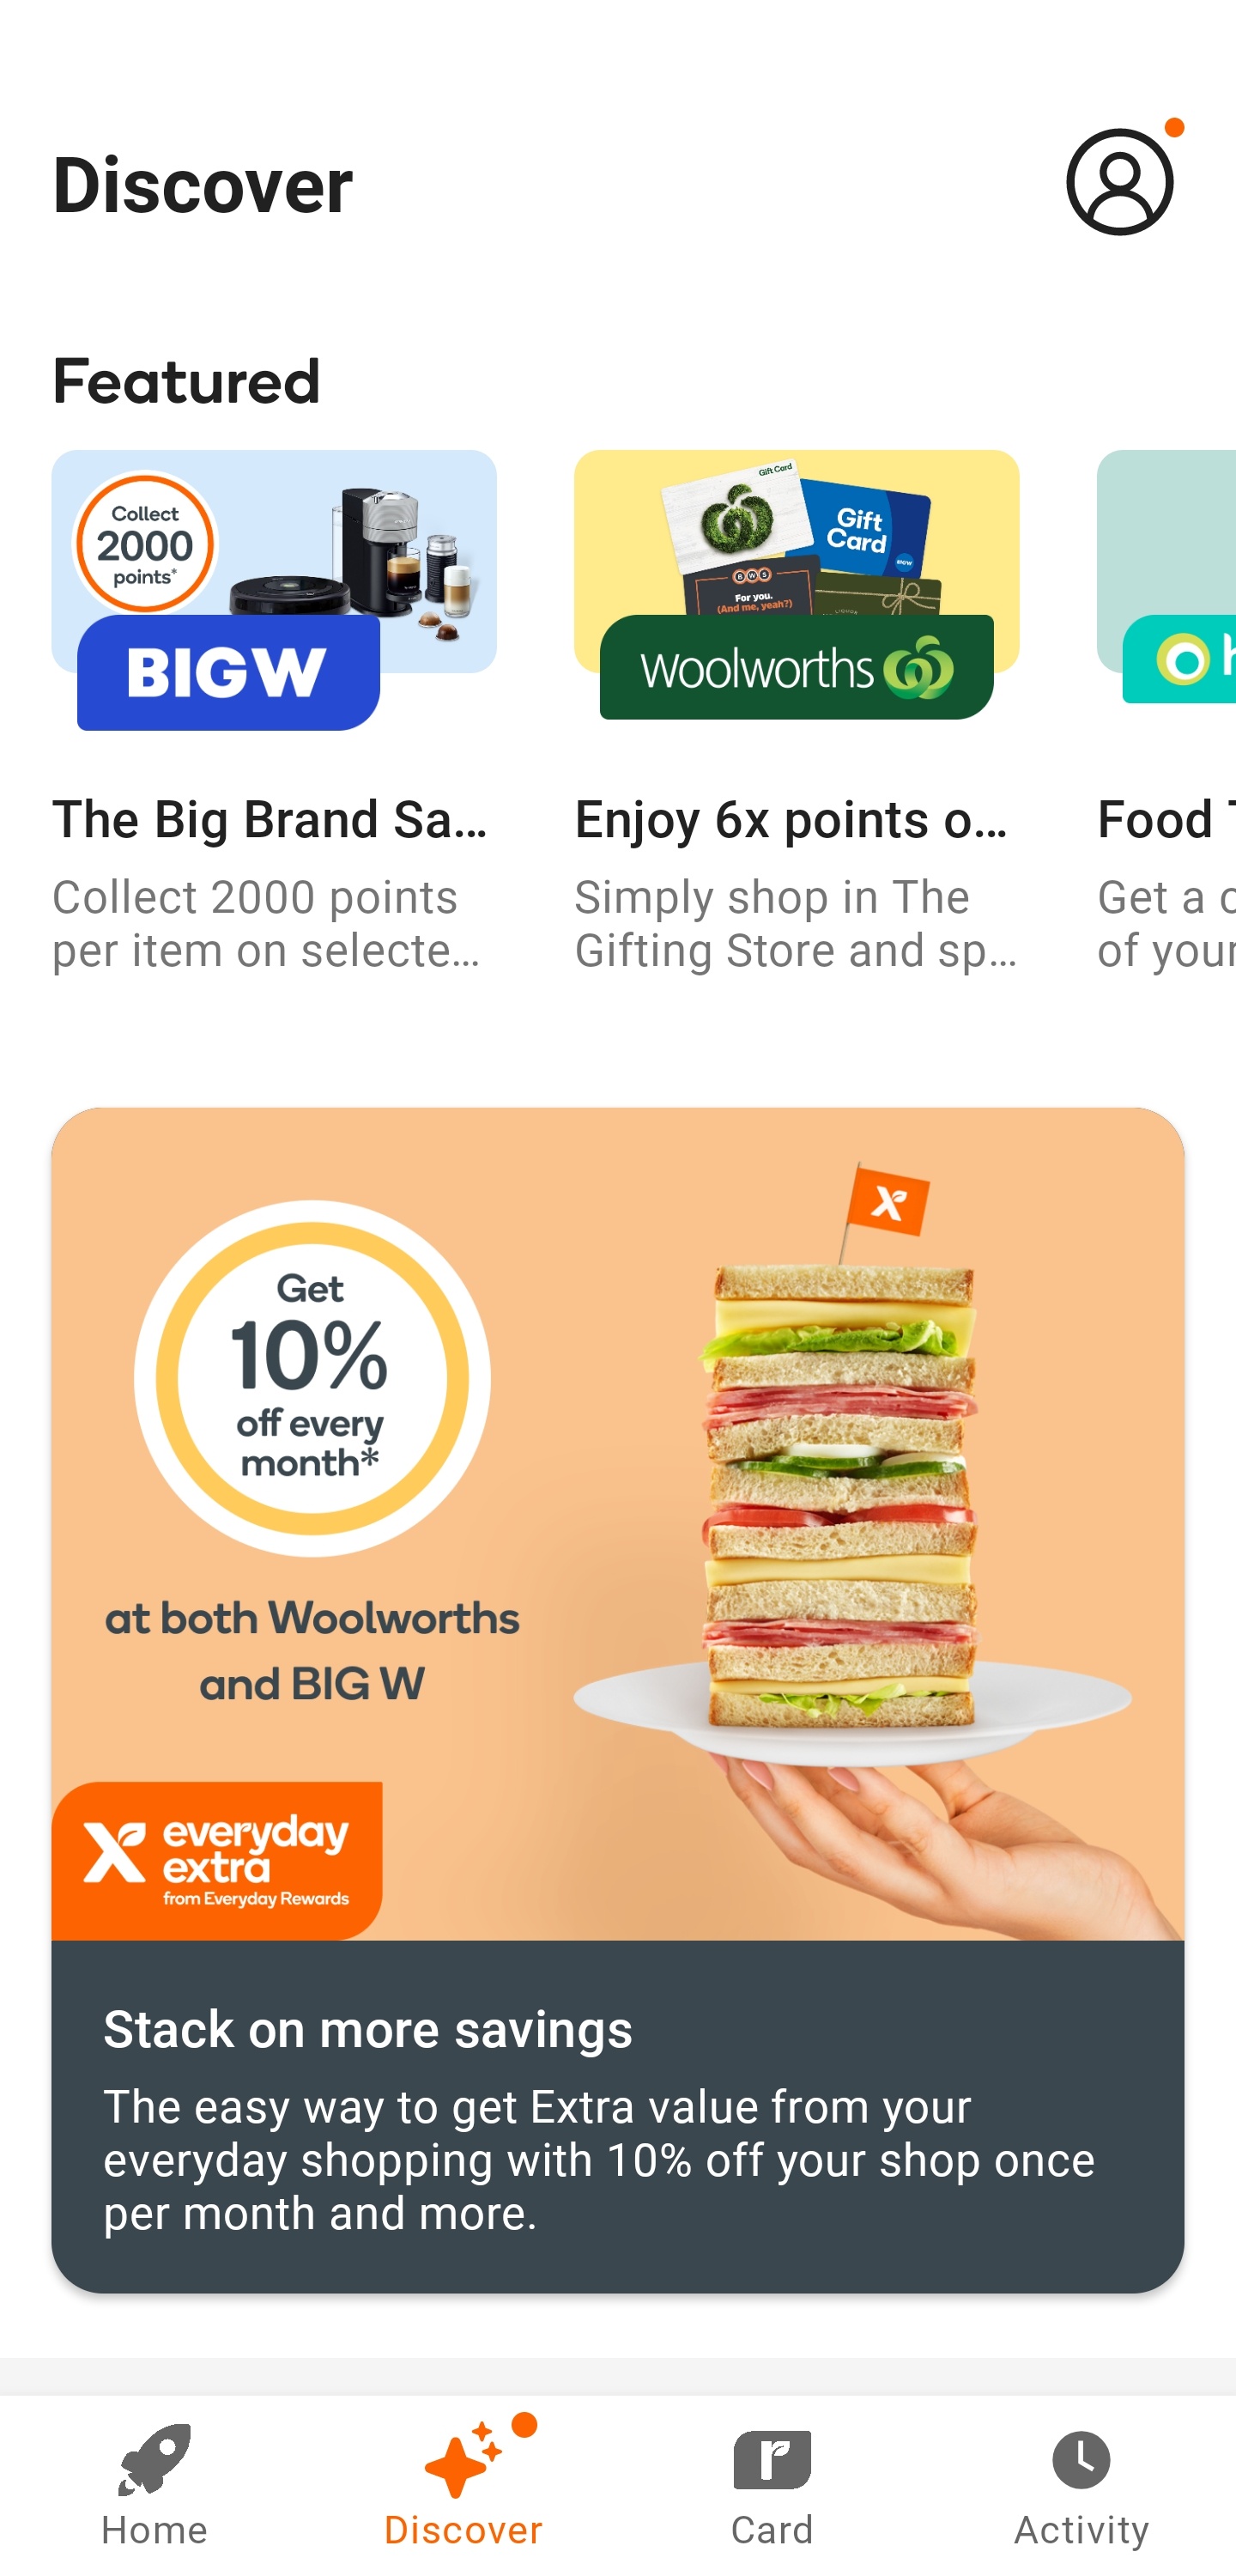 Discover
Featured
Collect
2000
points*
BIG W
Gift Card
Gift
Card
BIG W
BWS
For you.
(And me, yeah?)
LIQUOR
Woolworths
The Big Brand Sa...
Collect 2000 points
per item on selecte...
Enjoy 6x points o...
Simply shop in The
Gifting Store and sp...
Food
Get a
of your
Get
10%
off every
month*
at both Woolworths
and BIG W
everyday
extra
from Everyday Rewards
Stack on more savings
The easy way to get Extra value from your
everyday shopping with 10% off your shop once
per month and more.
Home
Discover
Card
Activity